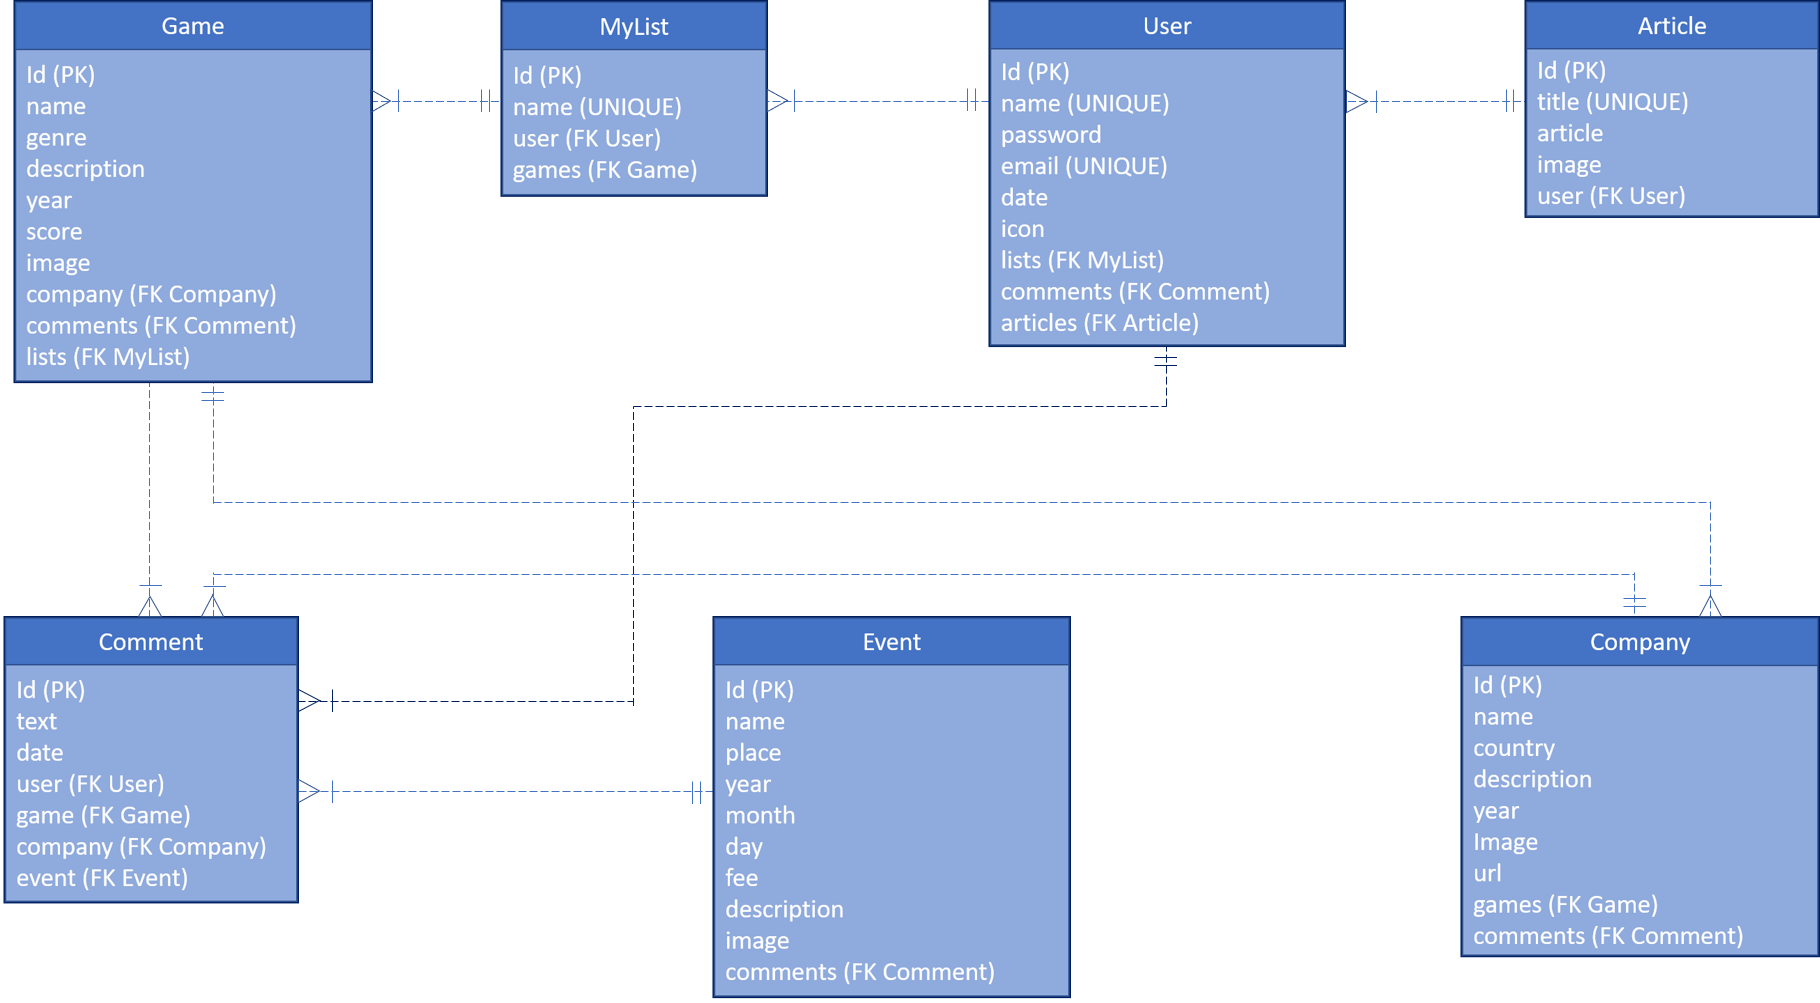 Game
Id (PK)
name
genre
description
year
score
image
company (FK Company)
comments (FK Comment)
lists (FK MyList)
MyList
Id (PK)
name (UNIQUE)
user (FK User)
games (FK Game)
User
Id (PK)
name (UNIQUE)
password
email (UNIQUE)
date
icon
lists (FK MyList)
comments (FK Comment)
articles (FK Article)
Article
Id (PK)
title (UNIQUE)
article
image
user (FK User)
Comment
Id (PK)
text
date
user (FK User)
game (FK Game)
company (FK Company)
event (FK Event)
Event
Id (PK)
name
place
year
month
day
fee
description
image
comments (FK Comment)
Company
Id (PK)
name
country
description
year
Image
url
games (FK Game)
comments (FK Comment)